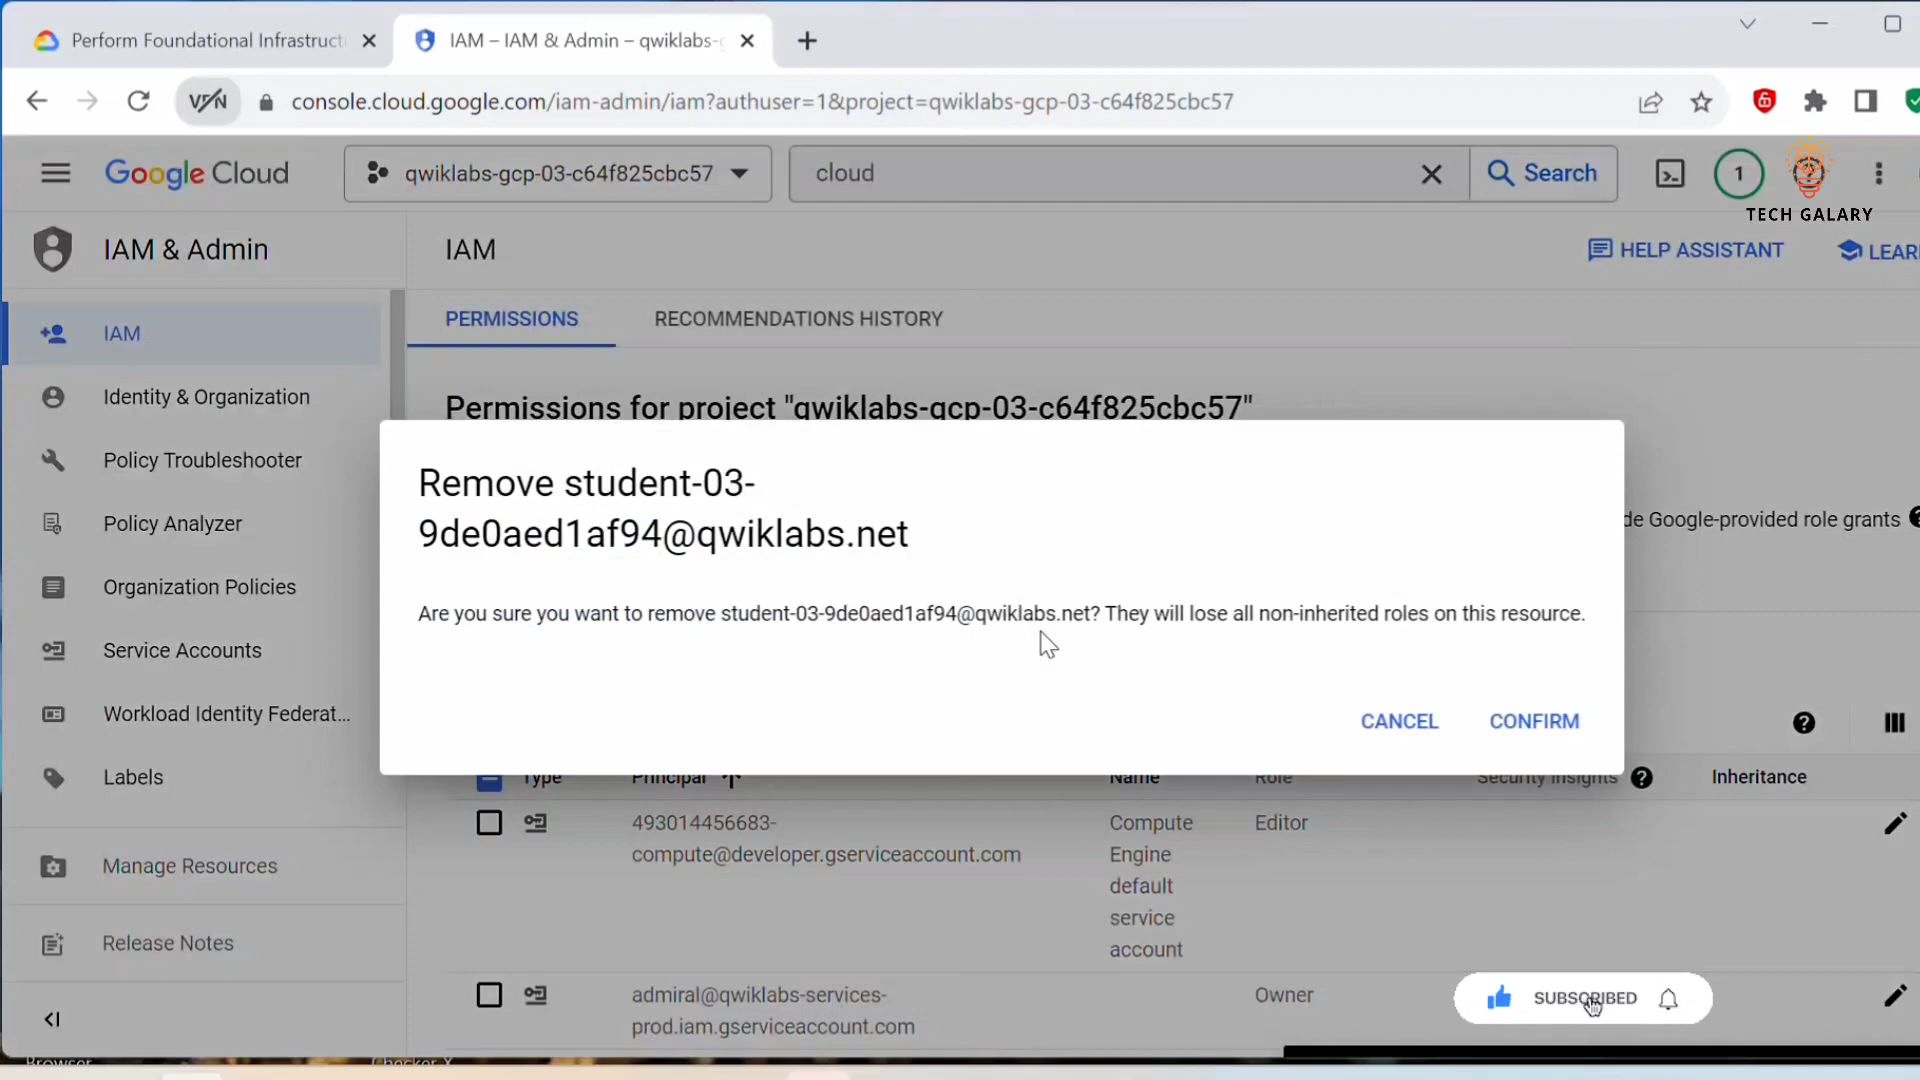 Perform Foundational Infrastruct
IAM – IAM & Admin – qwiklabs-
VPN
console.cloud.google.com/iam-admin/iam?authuser=1&project=qwiklabs-gcp-03-c64f825cbc57
Google Cloud
qwiklabs-gcp-03-c64f825cbc57
cloud
Search
1
TECH GALARY
IAM & Admin
IAM
HELP ASSISTANT
LEAR
IAM
PERMISSIONS
RECOMMENDATIONS HISTORY
Identity & Organization
Permissions for project "qwiklabs-gcp-03-c64f825cbc57"
Policy Troubleshooter
Remove student-03-
9de0aed1af94@qwiklabs.net
Policy Analyzer
de Google-provided role grants
Organization Policies
Are you sure you want to remove student-03-9de0aed1af94@qwiklabs.net? They will lose all non-inherited roles on this resource.
Service Accounts
Workload Identity Federat...
CANCEL
CONFIRM
Labels
Type
Principal
Name
Role
Security insights
Inheritance
493014456683-
compute@developer.gserviceaccount.com
Compute
Engine
default
service
account
Editor
Manage Resources
Release Notes
admiral@qwiklabs-services-
prod.iam.gserviceaccount.com
Owner
SUBSCRIBED
Browser
Checker X